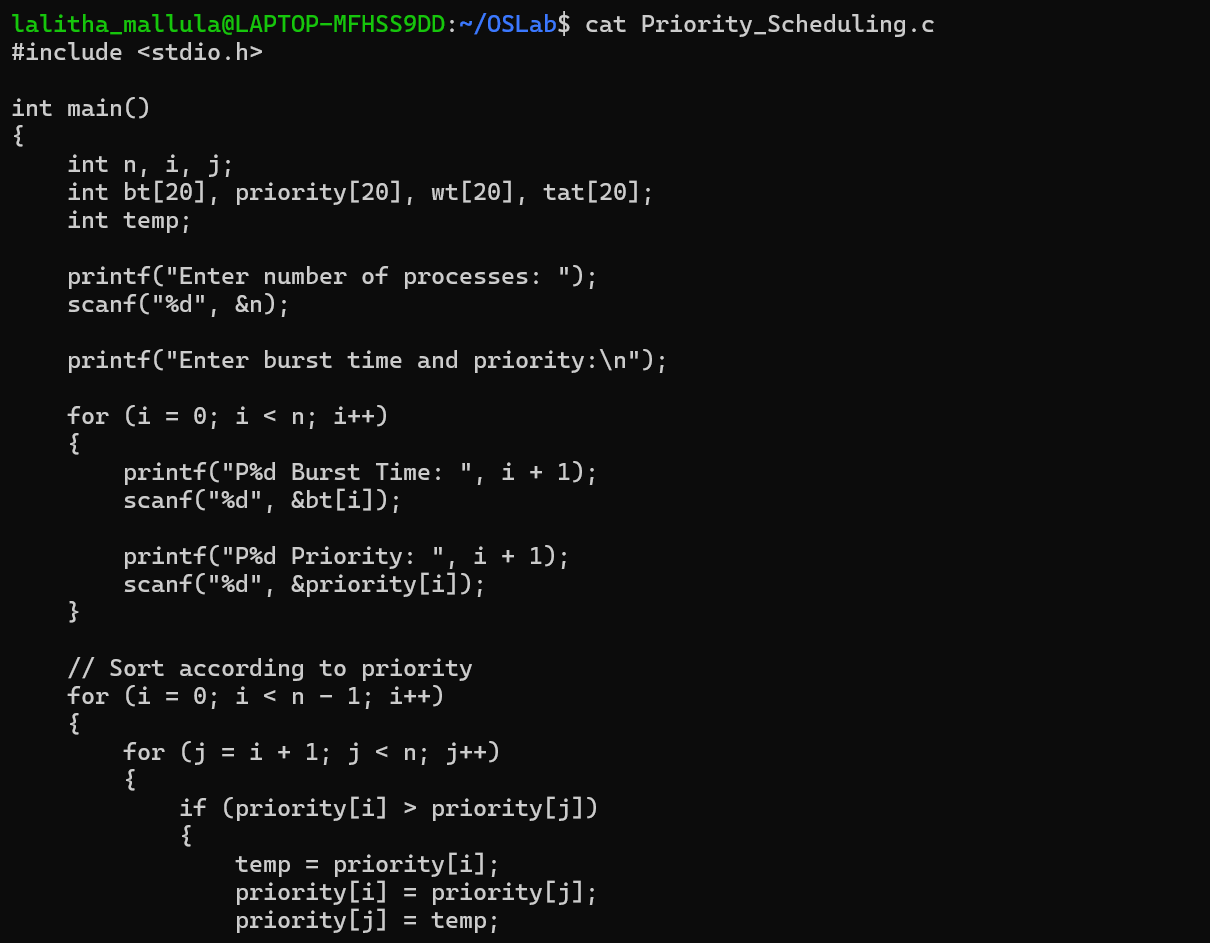 lalitha_mallula@LAPTOP-MFHSS9DD:~/OSLab$ cat Priority_Scheduling.c
#include <stdio.h>

int main()
{
    int n, i, j;
    int bt[20], priority[20], wt[20], tat[20];
    int temp;

    printf("Enter number of processes: ");
    scanf("%d", &n);

    printf("Enter burst time and priority:\n");

    for (i = 0; i < n; i++)
    {
        printf("P%d Burst Time: ", i + 1);
        scanf("%d", &bt[i]);

        printf("P%d Priority: ", i + 1);
        scanf("%d", &priority[i]);
    }

    // Sort according to priority
    for (i = 0; i < n - 1; i++)
    {
        for (j = i + 1; j < n; j++)
        {
            if (priority[i] > priority[j])
            {
                temp = priority[i];
                priority[i] = priority[j];
                priority[j] = temp;